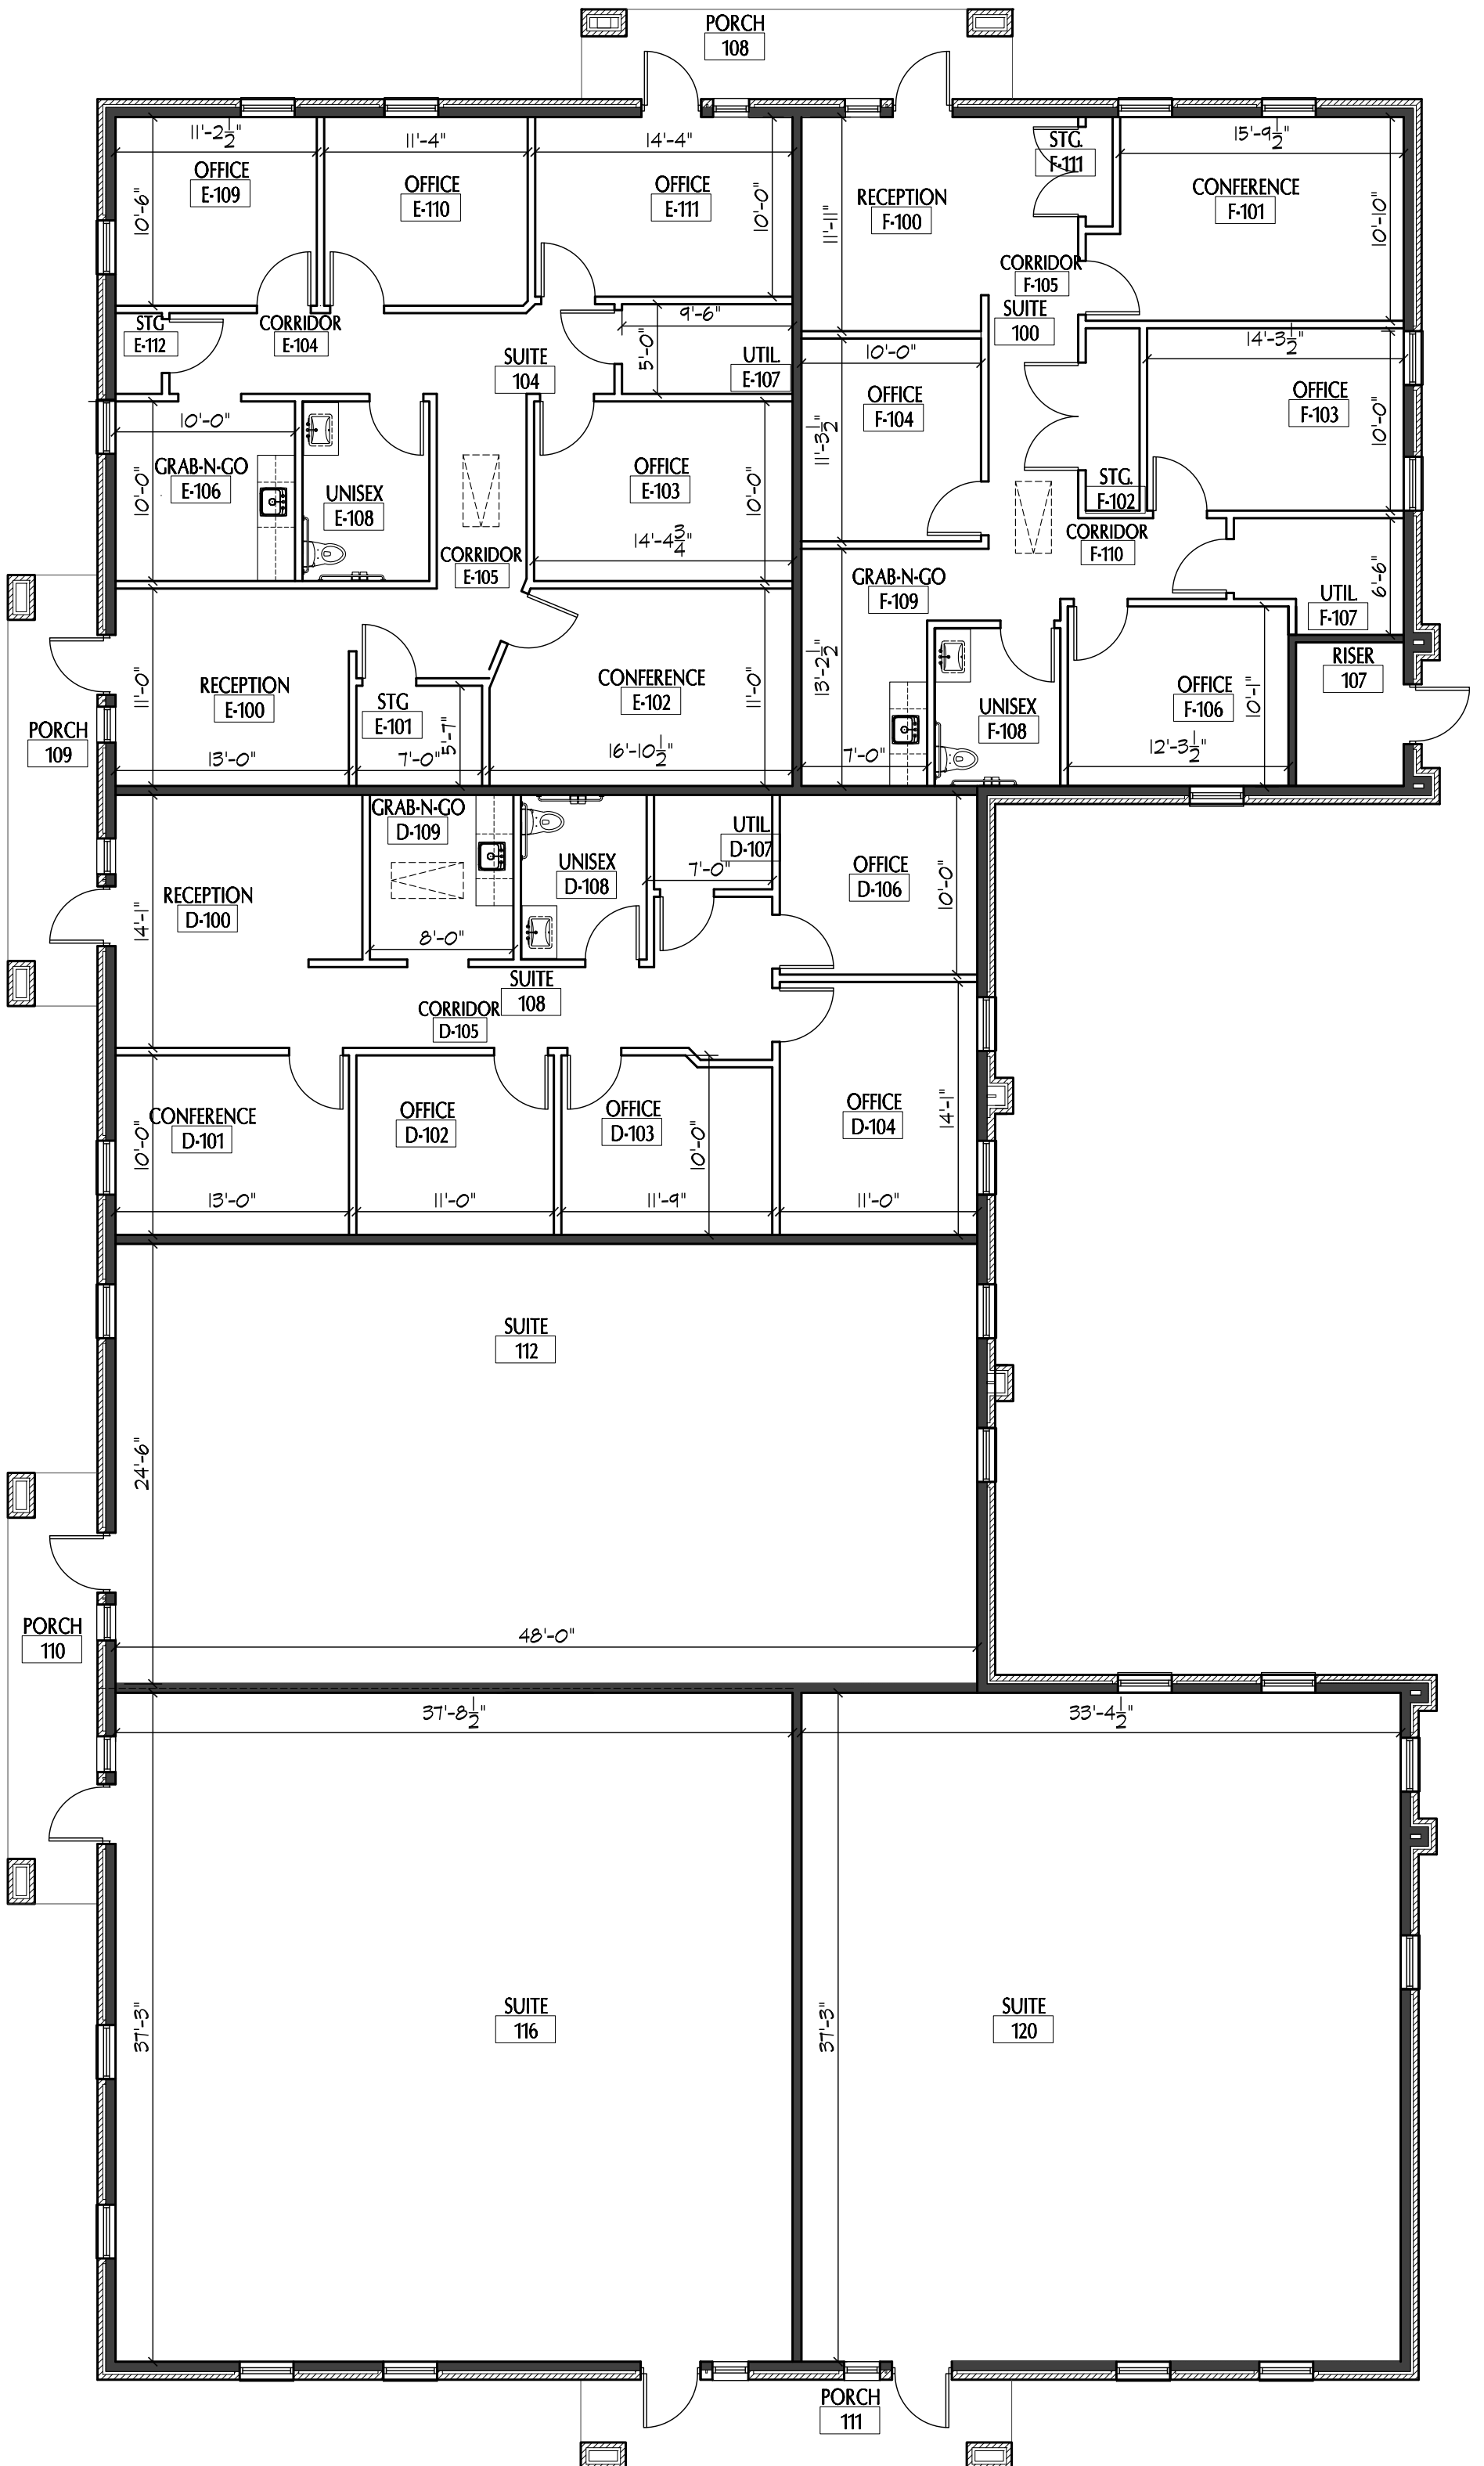 PORCH
108
11'-2½"
11'-4"
14'-4"
OFFICE
E-109
OFFICE
E-110
OFFICE
E-111
10'-6"
10'-0"
STG.
F-111
15'-9½"
CONFERENCE
F-101
RECEPTION
F-100
11'-11"
10'-10"
CORRIDOR
F-105
SUITE
100
STG
E-112
CORRIDOR
E-104
SUITE
104
9'-6"
5'-0"
UTIL.
E-107
10'-0"
OFFICE
F-104
11'-3½"
14'-3½"
OFFICE
F-103
10'-0"
10'-0"
GRAB-N-GO
E-106
10'-0"
UNISEX
E-108
OFFICE
E-103
10'-0"
14'-4¾"
CORRIDOR
E-105
STG.
F-102
CORRIDOR
F-110
GRAB-N-GO
F-109
6'-6"
UTIL.
F-107
RISER
107
13'-2½"
UNISEX
F-108
OFFICE
F-106
10'-1"
12'-3½"
7'-0"
11'-0"
RECEPTION
E-100
13'-0"
STG
E-101
5'-7"
7'-0"
CONFERENCE
E-102
11'-0"
16'-10½"
PORCH
109
GRAB-N-GO
D-109
8'-0"
UNISEX
D-108
UTIL.
D-107
7'-0"
OFFICE
D-106
10'-0"
RECEPTION
D-100
14'-1"
SUITE
108
CORRIDOR
D-105
CONFERENCE
D-101
10'-0"
13'-0"
OFFICE
D-102
11'-0"
OFFICE
D-103
10'-0"
11'-9"
OFFICE
D-104
14'-1"
11'-0"
SUITE
112
24'-6"
48'-0"
PORCH
110
37'-8½"
33'-4½"
37'-3"
SUITE
116
37'-3"
SUITE
120
PORCH
111